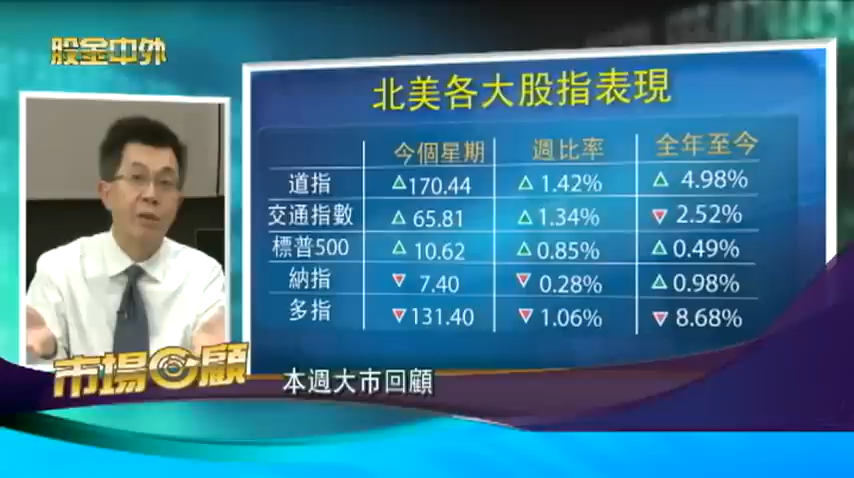 股金中外
北美各大股指表現
今個星期 週比率 全年至今
道指 △170.44 △1.42% △4.98%
交通指數 △65.81 △1.34% ▽2.52%
標普500 △10.62 △0.85% △0.49%
納指 ▽7.40 ▽0.28% △0.98%
多指 ▽131.40 ▽1.06% ▽8.68%
市場回顧
本週大市回顧